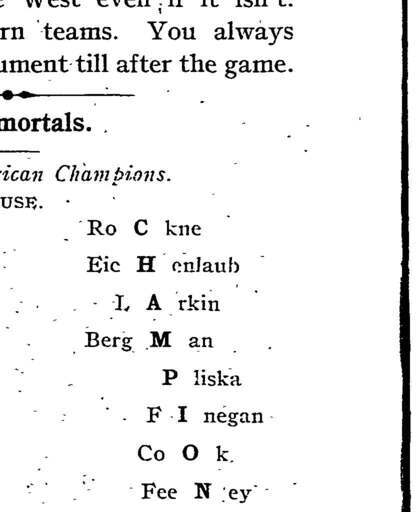 West even if it isn't.
rn teams. You always
ument till after the game.
mortals.
ican Champions.
USE.
Ro C kne
Eic H enlaub
L A rkin
Berg M an
P liska
F I negan
Co O k.
Fee N ey